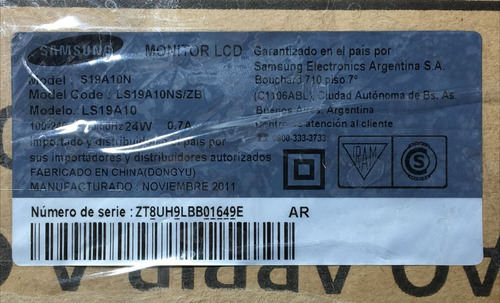 SAMSUNG MONITOR LCD
Model : S19A10N
Model Code : LS19A10NS/ZB
Modelo: LS19A10
24W 0.7A
Importado y distribuido en el país por
sus importadores y distribuidores autorizados
FABRICADO EN CHINA(DONGYU)
MANUFACTURADO : NOVIEMBRE 2011
Garantizado en el país por
Samsung Electronics Argentina S.A.
Bouchard 710 piso 7°
(C1106ABL), Ciudad Autónoma de Bs. As.
Buenos Aires, Argentina
Centro de atención al cliente
☎ 0800-333-3733
IRAM
S
Número de serie : ZT8UH9LBB01649E AR